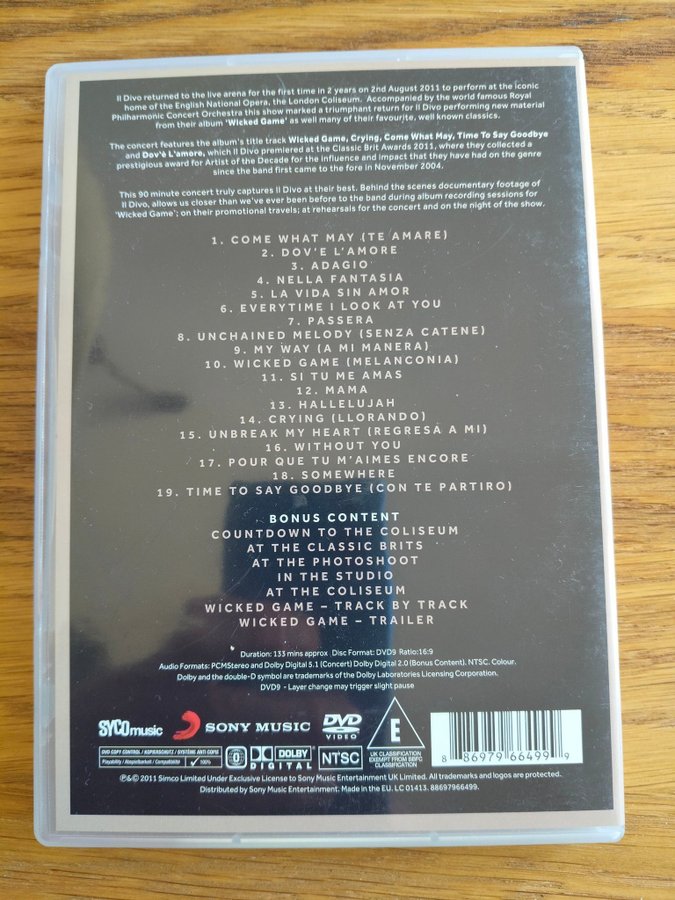 Il Divo returned to the live arena for the first time in 2 years on 2nd August 2011 to perform at the iconic
home of the English National Opera, the London Coliseum. Accompanied by the world famous Royal
Philharmonic Concert Orchestra this show marked a triumphant return for Il Divo performing new material
from their album 'Wicked Game' as well many of their favourite, well known classics.
The concert features the album's title track Wicked Game, Crying, Come What May, Time To Say Goodbye
and Dov'è L'amore, which Il Divo premiered at the Classic Brit Awards 2011, where they collected a
prestigious award for Artist of the Decade for the influence and impact that they have had on the genre
since the band first came to the fore in November 2004.
This 90 minute concert truly captures Il Divo at their best. Behind the scenes documentary footage of
Il Divo, allows us closer than we've ever been before to the band during album recording sessions for
'Wicked Game'; on their promotional travels; at rehearsals for the concert and on the night of the show.
1. COME WHAT MAY (TE AMARE)
2. DOV'E L'AMORE
3. ADAGIO
4. NELLA FANTASIA
5. LA VIDA SIN AMOR
6. EVERYTIME I LOOK AT YOU
7. PASSERA
8. UNCHAINED MELODY (SENZA CATENE)
9. MY WAY (A MI MANERA)
10. WICKED GAME (MELANCONIA)
11. SI TU ME AMAS
12. MAMA
13. HALLELUJAH
14. CRYING (LLORANDO)
15. UNBREAK MY HEART (REGRESA A MI)
16. WITHOUT YOU
17. POUR QUE TU M'AIMES ENCORE
18. SOMEWHERE
19. TIME TO SAY GOODBYE (CON TE PARTIRO)
BONUS CONTENT
COUNTDOWN TO THE COLISEUM
AT THE CLASSIC BRITS
AT THE PHOTOSHOOT
IN THE STUDIO
AT THE COLISEUM
WICKED GAME – TRACK BY TRACK
WICKED GAME – TRAILER
Duration: 133 mins approx Disc Format: DVD9 Ratio:16:9
Audio Formats: PCMStereo and Dolby Digital 5.1 (Concert) Dolby Digital 2.0 (Bonus Content). NTSC. Colour.
Dolby and the double-D symbol are trademarks of the Dolby Laboratories Licensing Corporation.
DVD9 - Layer change may trigger slight pause
SYCOmusic SONY MUSIC DVD VIDEO E
UK CLASSIFICATION
EXEMPT FROM BBFC
CLASSIFICATION
DVD COPY CONTROL / KOPIERSCHUTZ / SYSTÈME ANTI COPIE
Playability / Abspielbarkeit / Compatibilité ✓ 100%
0 DOLBY DIGITAL NTSC
8 86979 66499 9
℗&© 2011 Simco Limited Under Exclusive License to Sony Music Entertainment UK Limited. All trademarks and logos are protected.
Distributed by Sony Music Entertainment. Made in the EU. LC 01413. 88697966499.